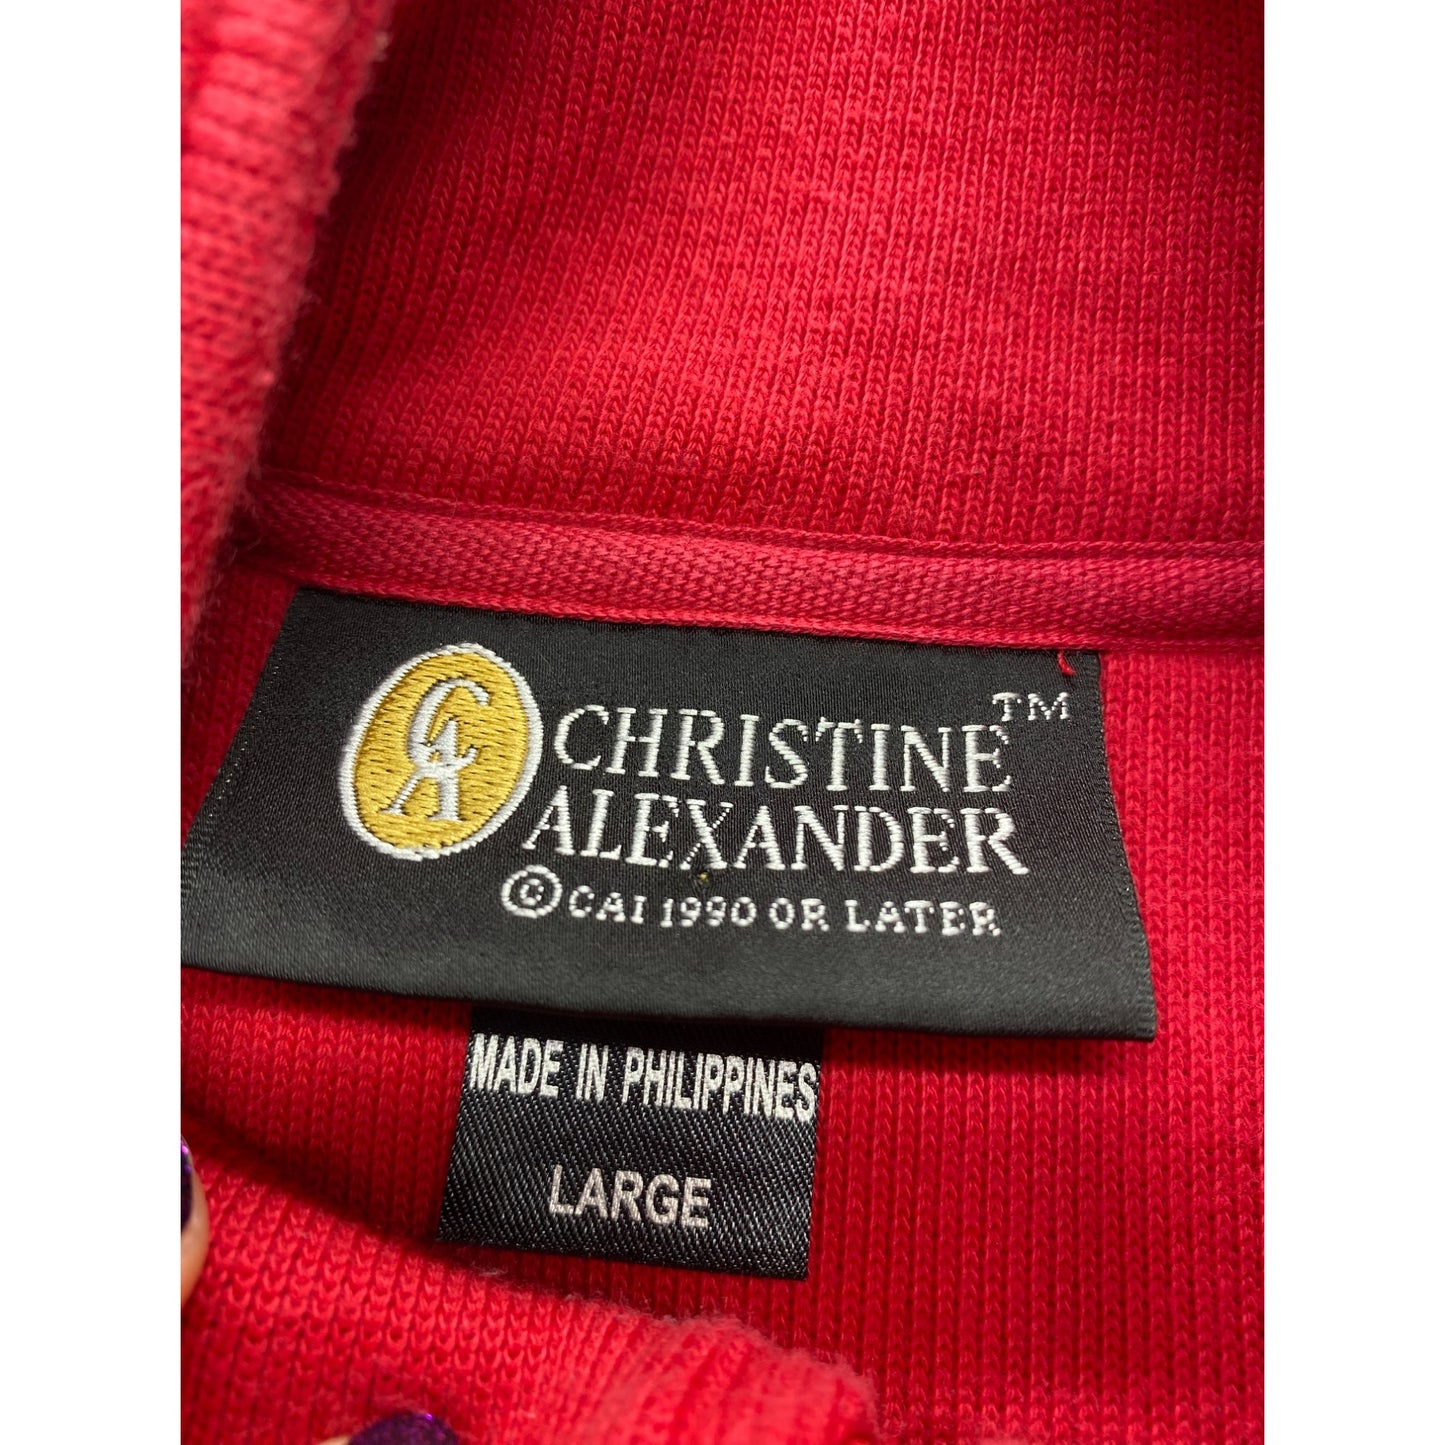 CA
CHRISTINE™
ALEXANDER
© CAI 1990 OR LATER
MADE IN PHILIPPINES
LARGE